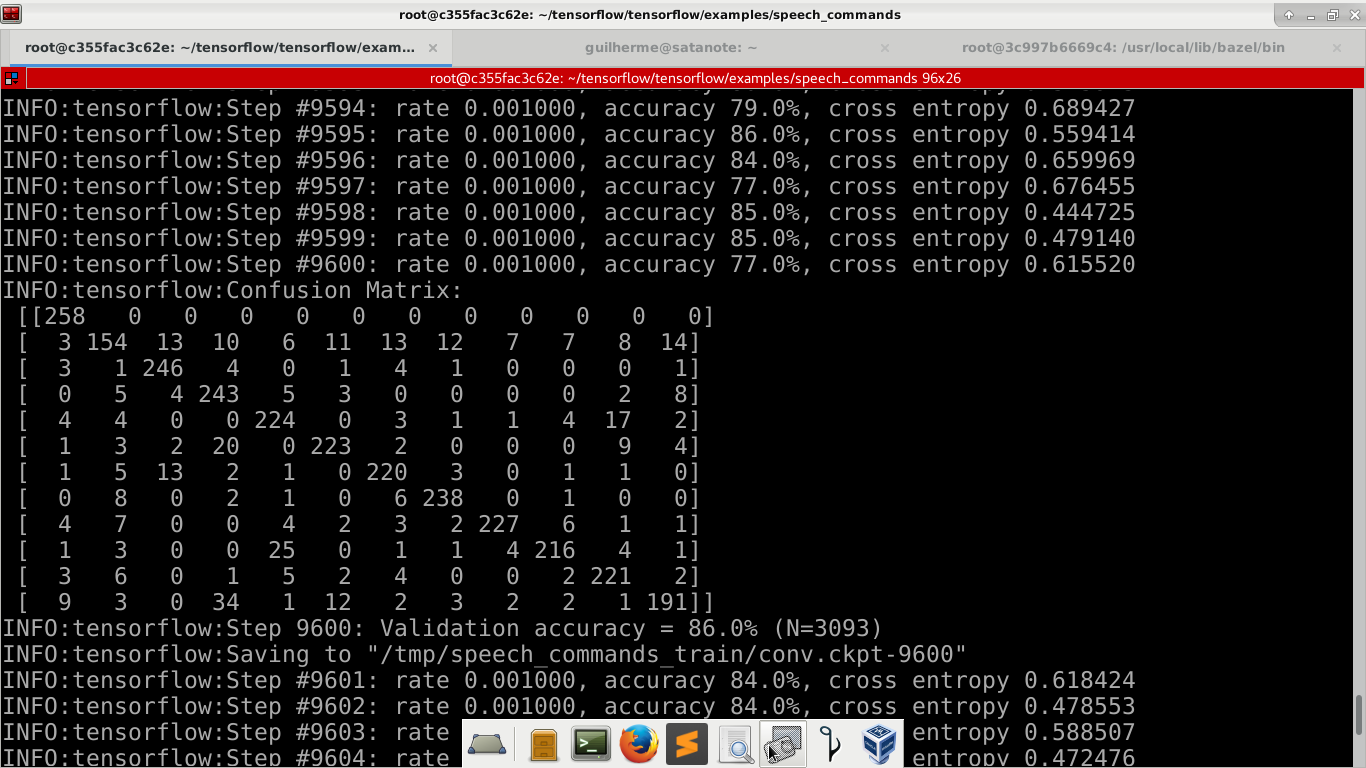 root@c355fac3c62e: ~/tensorflow/tensorflow/examples/speech_commands
root@c355fac3c62e: ~/tensorflow/tensorflow/exam... × guilherme@satanote: ~ × root@3c997b6669c4: /usr/local/lib/bazel/bin ×
root@c355fac3c62e: ~/tensorflow/tensorflow/examples/speech_commands 96x26
INFO:tensorflow:Step #9594: rate 0.001000, accuracy 79.0%, cross entropy 0.689427
INFO:tensorflow:Step #9595: rate 0.001000, accuracy 86.0%, cross entropy 0.559414
INFO:tensorflow:Step #9596: rate 0.001000, accuracy 84.0%, cross entropy 0.659969
INFO:tensorflow:Step #9597: rate 0.001000, accuracy 77.0%, cross entropy 0.676455
INFO:tensorflow:Step #9598: rate 0.001000, accuracy 85.0%, cross entropy 0.444725
INFO:tensorflow:Step #9599: rate 0.001000, accuracy 85.0%, cross entropy 0.479140
INFO:tensorflow:Step #9600: rate 0.001000, accuracy 77.0%, cross entropy 0.615520
INFO:tensorflow:Confusion Matrix:
[[258 0 0 0 0 0 0 0 0 0 0 0]
[ 3 154 13 10 6 11 13 12 7 7 8 14]
[ 3 1 246 4 0 1 4 1 0 0 0 1]
[ 0 5 4 243 5 3 0 0 0 0 2 8]
[ 4 4 0 0 224 0 3 1 1 4 17 2]
[ 1 3 2 20 0 223 2 0 0 0 9 4]
[ 1 5 13 2 1 0 220 3 0 1 1 0]
[ 0 8 0 2 1 0 6 238 0 1 0 0]
[ 4 7 0 0 4 2 3 2 227 6 1 1]
[ 1 3 0 0 25 0 1 1 4 216 4 1]
[ 3 6 0 1 5 2 4 0 0 2 221 2]
[ 9 3 0 34 1 12 2 3 2 2 1 191]]
INFO:tensorflow:Step 9600: Validation accuracy = 86.0% (N=3093)
INFO:tensorflow:Saving to "/tmp/speech_commands_train/conv.ckpt-9600"
INFO:tensorflow:Step #9601: rate 0.001000, accuracy 84.0%, cross entropy 0.618424
INFO:tensorflow:Step #9602: rate 0.001000, accuracy 84.0%, cross entropy 0.478553
INFO:tensorflow:Step #9603: rate entropy 0.588507
INFO:tensorflow:Step #9604: rate entropy 0.472476